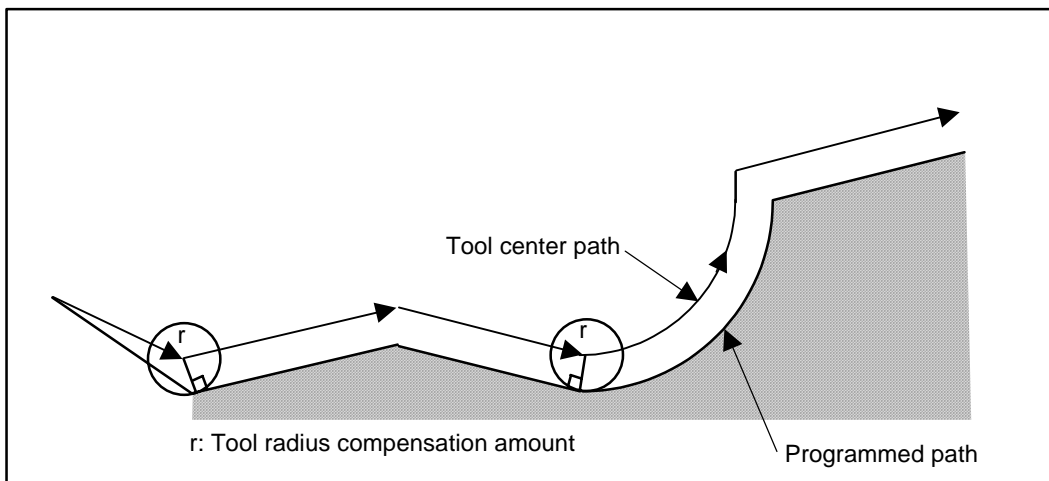 Tool center path
r
r
r: Tool radius compensation amount
Programmed path